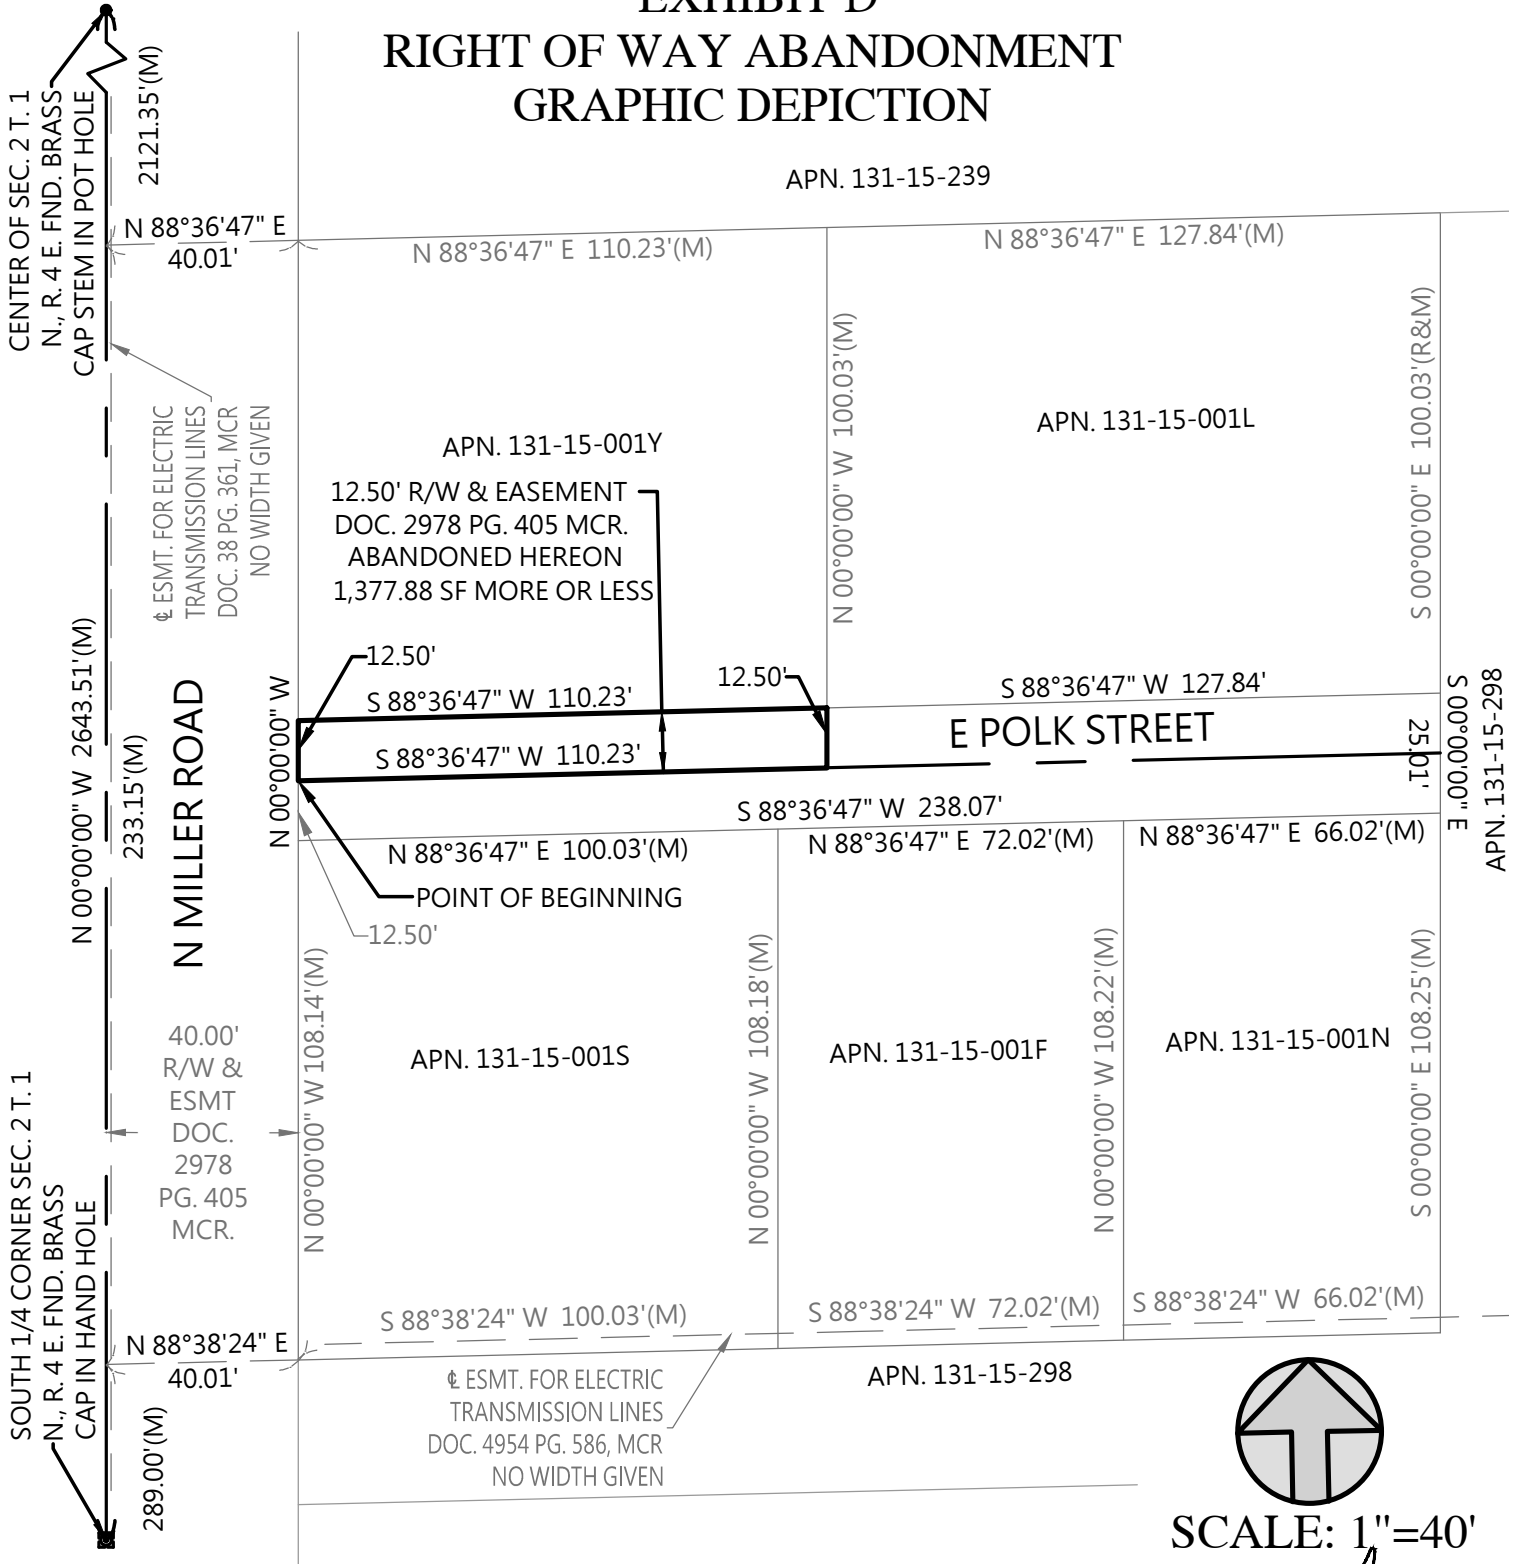 EXHIBIT D
RIGHT OF WAY ABANDONMENT
GRAPHIC DEPICTION
CENTER OF SEC. 2 T. 1
N., R. 4 E. FND. BRASS
CAP STEM IN POT HOLE
2121.35'(M)
APN. 131-15-239
N 88°36'47" E
40.01'
N 88°36'47" E 110.23'(M)
N 88°36'47" E 127.84'(M)
℄ ESMT. FOR ELECTRIC
TRANSMISSION LINES
DOC. 38 PG. 361, MCR
NO WIDTH GIVEN
N 00°00'00" W 100.03'(M)
S 00°00'00" E 100.03'(R&M)
APN. 131-15-001Y
APN. 131-15-001L
12.50' R/W & EASEMENT
DOC. 2978 PG. 405 MCR.
ABANDONED HEREON
1,377.88 SF MORE OR LESS
N 00°00'00" W 2643.51'(M)
233.15'(M)
N MILLER ROAD
N 00°00'00" W
12.50'
12.50'
S 88°36'47" W 110.23'
S 88°36'47" W 127.84'
S 88°36'47" W 110.23'
E POLK STREET
25.01'
S 00°00'00" E
APN. 131-15-298
S 88°36'47" W 238.07'
N 88°36'47" E 100.03'(M)
N 88°36'47" E 72.02'(M)
N 88°36'47" E 66.02'(M)
POINT OF BEGINNING
12.50'
N 00°00'00" W 108.14'(M)
N 00°00'00" W 108.18'(M)
N 00°00'00" W 108.22'(M)
S 00°00'00" E 108.25'(M)
40.00'
R/W &
ESMT
DOC.
2978
PG. 405
MCR.
APN. 131-15-001S
APN. 131-15-001F
APN. 131-15-001N
SOUTH 1/4 CORNER SEC. 2 T. 1
N., R. 4 E. FND. BRASS
CAP IN HAND HOLE
S 88°38'24" W 100.03'(M)
S 88°38'24" W 72.02'(M)
S 88°38'24" W 66.02'(M)
N 88°38'24" E
40.01'
289.00'(M)
℄ ESMT. FOR ELECTRIC
TRANSMISSION LINES
DOC. 4954 PG. 586, MCR
NO WIDTH GIVEN
APN. 131-15-298
SCALE: 1"=40'